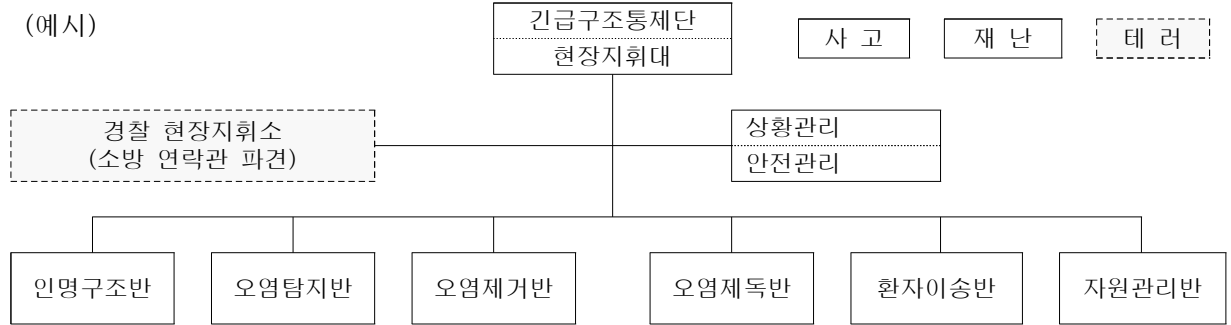 (예시)
긴급구조통제단
현장지휘대
사 고
재 난
테 러
경찰 현장지휘소
(소방 연락관 파견)
상황관리
안전관리
인명구조반
오염탐지반
오염제거반
오염제독반
환자이송반
자원관리반